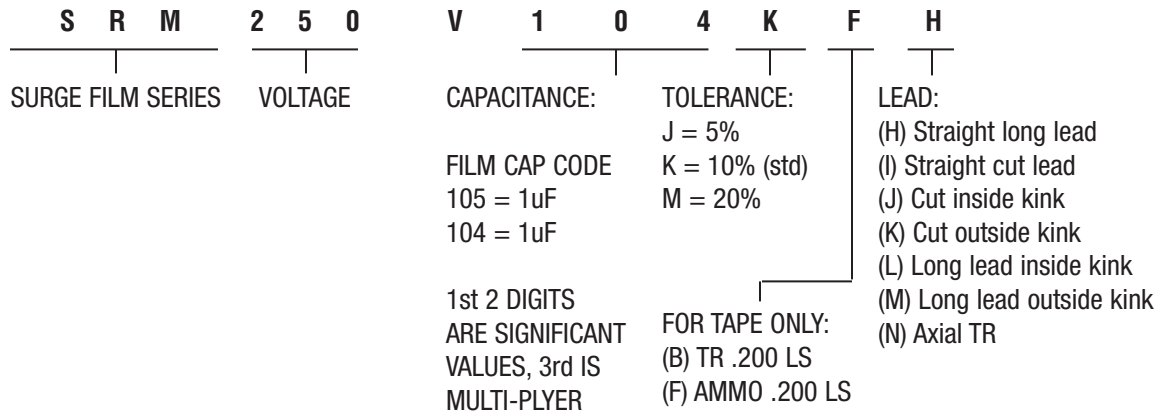 S R M 2 5 0 V 1 0 4 K F H
SURGE FILM SERIES
VOLTAGE
CAPACITANCE:
FILM CAP CODE
105 = 1uF
104 = 1uF
1st 2 DIGITS
ARE SIGNIFICANT
VALUES, 3rd IS
MULTI-PLYER
TOLERANCE:
J = 5%
K = 10% (std)
M = 20%
FOR TAPE ONLY:
(B) TR .200 LS
(F) AMMO .200 LS
LEAD:
(H) Straight long lead
(I) Straight cut lead
(J) Cut inside kink
(K) Cut outside kink
(L) Long lead inside kink
(M) Long lead outside kink
(N) Axial TR